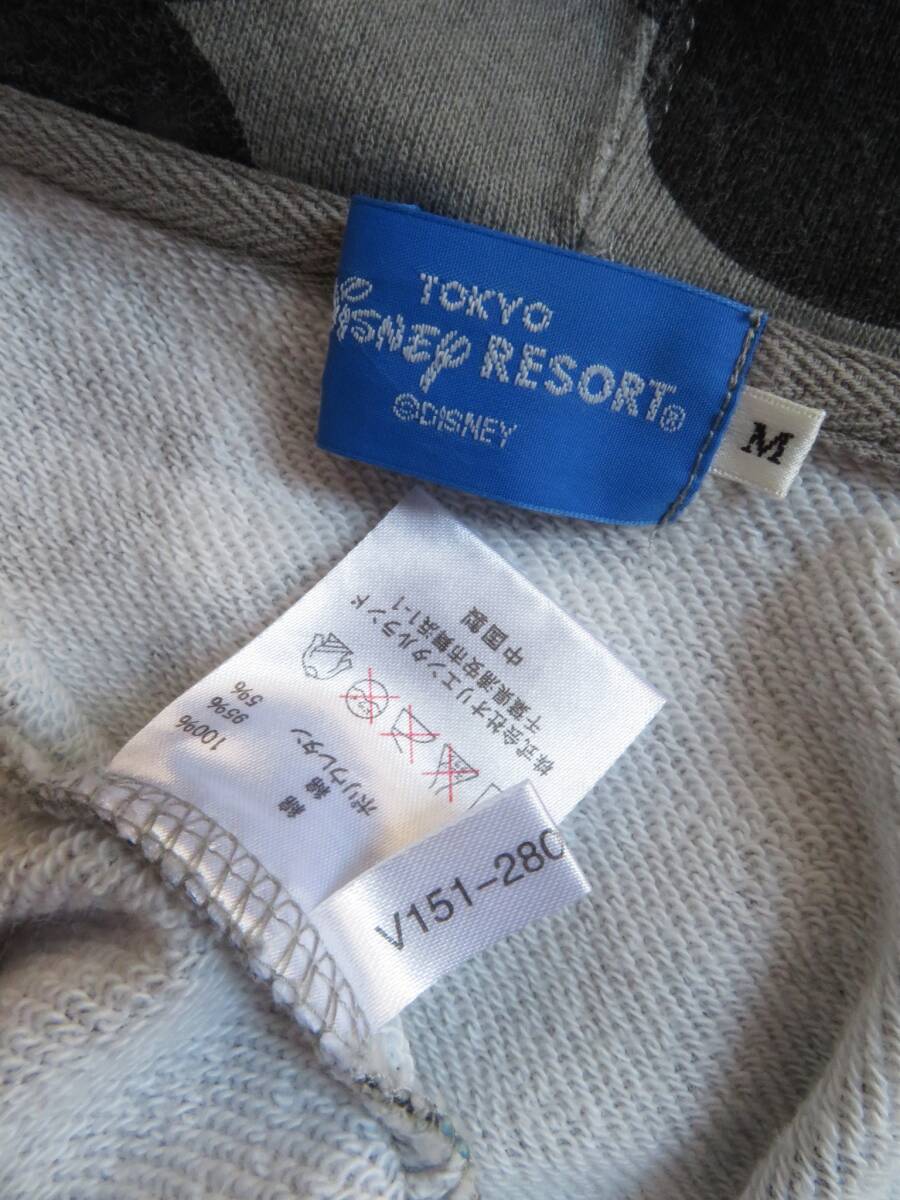 TOKYO
Disney RESORT®
©DISNEY
M
綿 100%
綿 95%
ポリウレタン 5%
株式会社オリエンタルランド
千葉県浦安市舞浜1-1
中国製
V151-280